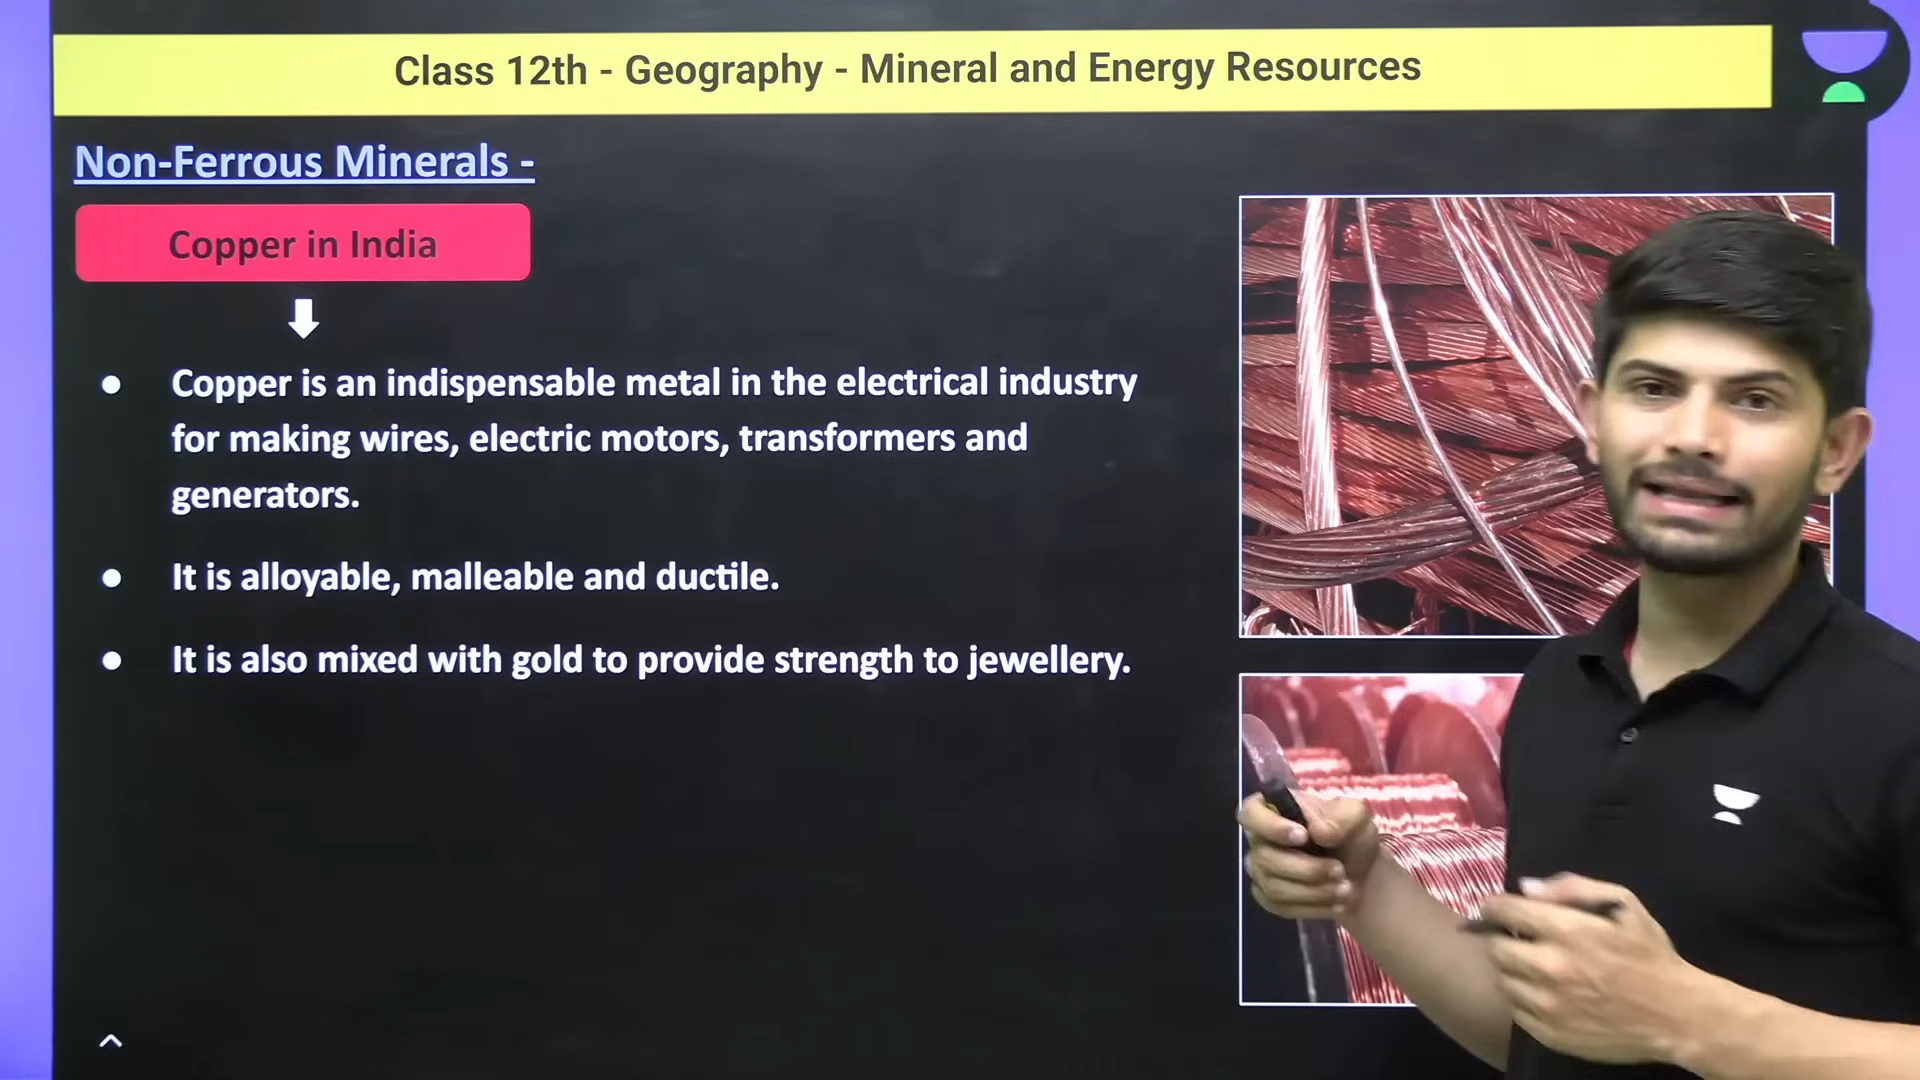 Class 12th - Geography - Mineral and Energy Resources
Non-Ferrous Minerals -
Copper in India
● Copper is an indispensable metal in the electrical industry
for making wires, electric motors, transformers and
generators.
● It is alloyable, malleable and ductile.
● It is also mixed with gold to provide strength to jewellery.